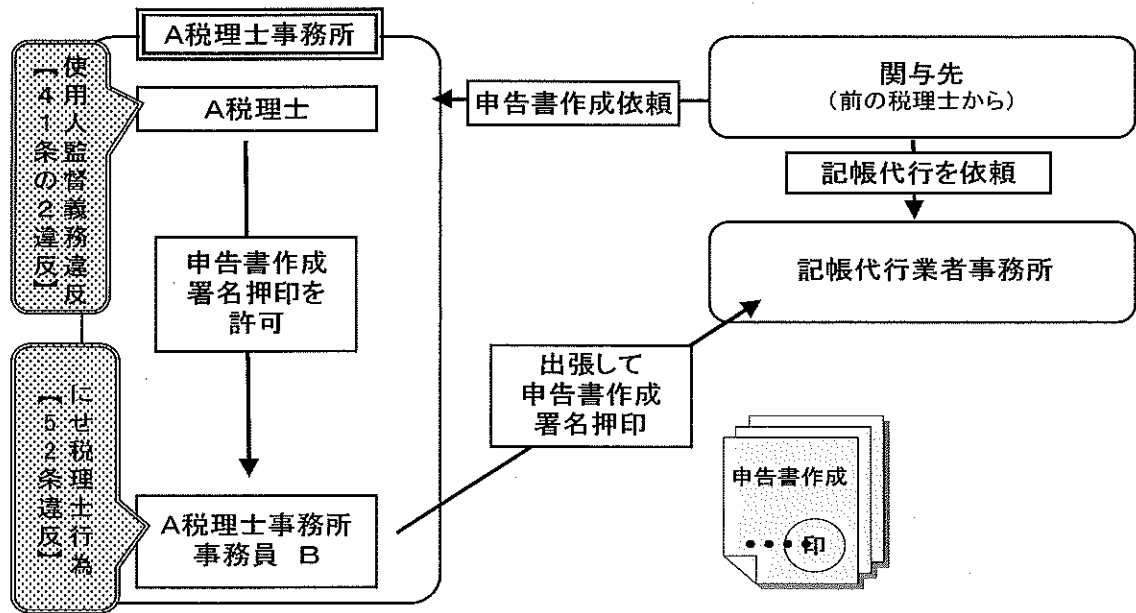 A税理士事務所
使用人監督義務違反
【41条の2違反】
A税理士
申告書作成依頼
関与先
(前の税理士から)
記帳代行を依頼
記帳代行業者事務所
申告書作成
署名押印を
許可
出張して
申告書作成
署名押印
にせ税理士行為
【52条違反】
A税理士事務所
事務員 B
申告書作成
印